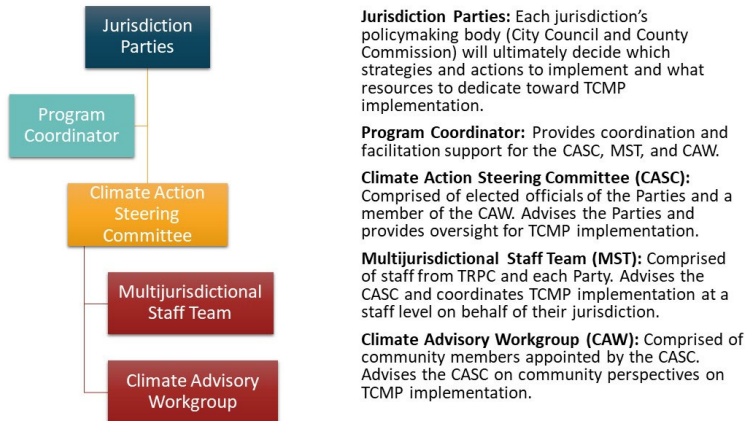 Jurisdiction
Parties
Program
Coordinator
Climate Action
Steering
Committee
Multijurisdictional
Staff Team
Climate Advisory
Workgroup
Jurisdiction Parties: Each jurisdiction's
policymaking body (City Council and County
Commission) will ultimately decide which
strategies and actions to implement and what
resources to dedicate toward TCMP
implementation.
Program Coordinator: Provides coordination and
facilitation support for the CASC, MST, and CAW.
Climate Action Steering Committee (CASC):
Comprised of elected officials of the Parties and a
member of the CAW. Advises the Parties and
provides oversight for TCMP implementation.
Multijurisdictional Staff Team (MST): Comprised
of staff from TRPC and each Party. Advises the
CASC and coordinates TCMP implementation at a
staff level on behalf of their jurisdiction.
Climate Advisory Workgroup (CAW): Comprised of
community members appointed by the CASC.
Advises the CASC on community perspectives on
TCMP implementation.